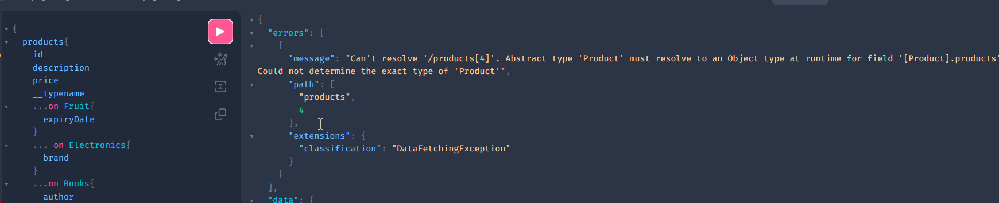 {
products{
id
description
price
__typename
...on Fruit{
expiryDate
}
... on Electronics{
brand
}
...on Books{
author
{
"errors": [
{
"message": "Can't resolve '/products[4]'. Abstract type 'Product' must resolve to an Object type at runtime for field '[Product].products'
Could not determine the exact type of 'Product'",
"path": [
"products",
4
],
"extensions": {
"classification": "DataFetchingException"
}
}
],
"data": {